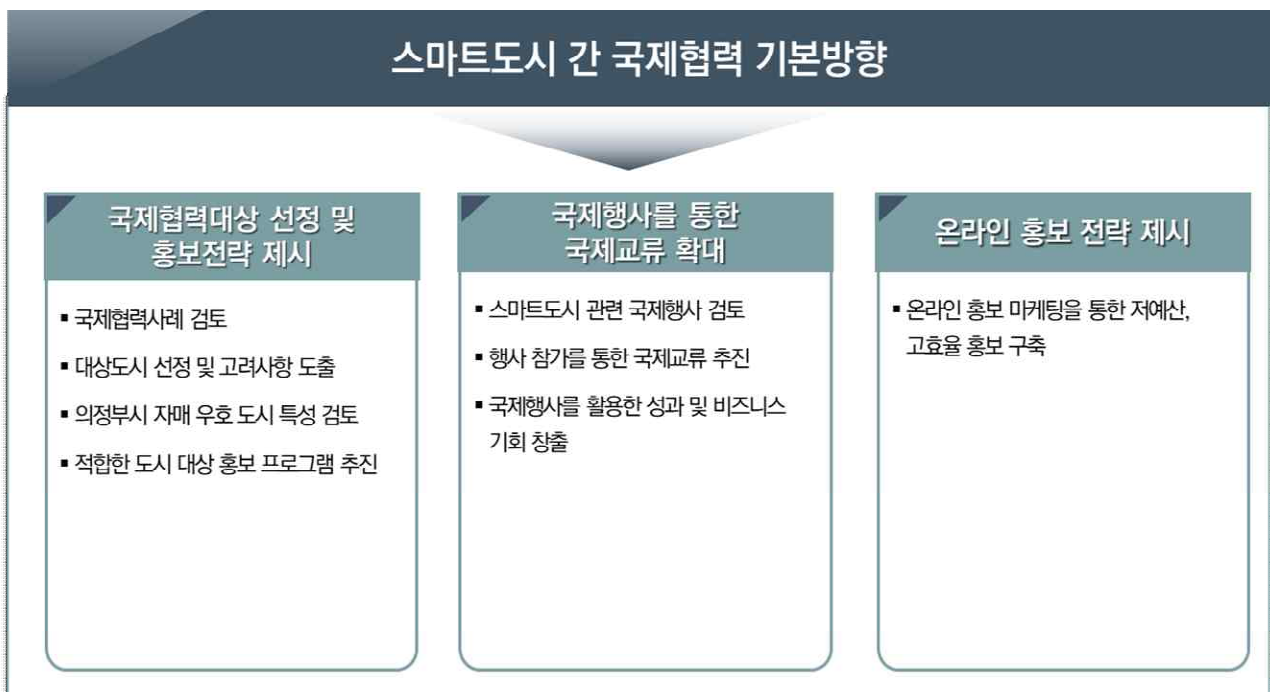 스마트도시 간 국제협력 기본방향
국제협력대상 선정 및
홍보전략 제시
▪ 국제협력사례 검토
▪ 대상도시 선정 및 고려사항 도출
▪ 의정부시 자매 우호 도시 특성 검토
▪ 적합한 도시 대상 홍보 프로그램 추진
국제행사를 통한
국제교류 확대
▪ 스마트도시 관련 국제행사 검토
▪ 행사 참가를 통한 국제교류 추진
▪ 국제행사를 활용한 성과 및 비즈니스
기회 창출
온라인 홍보 전략 제시
▪ 온라인 홍보 마케팅을 통한 저예산,
고효율 홍보 구축